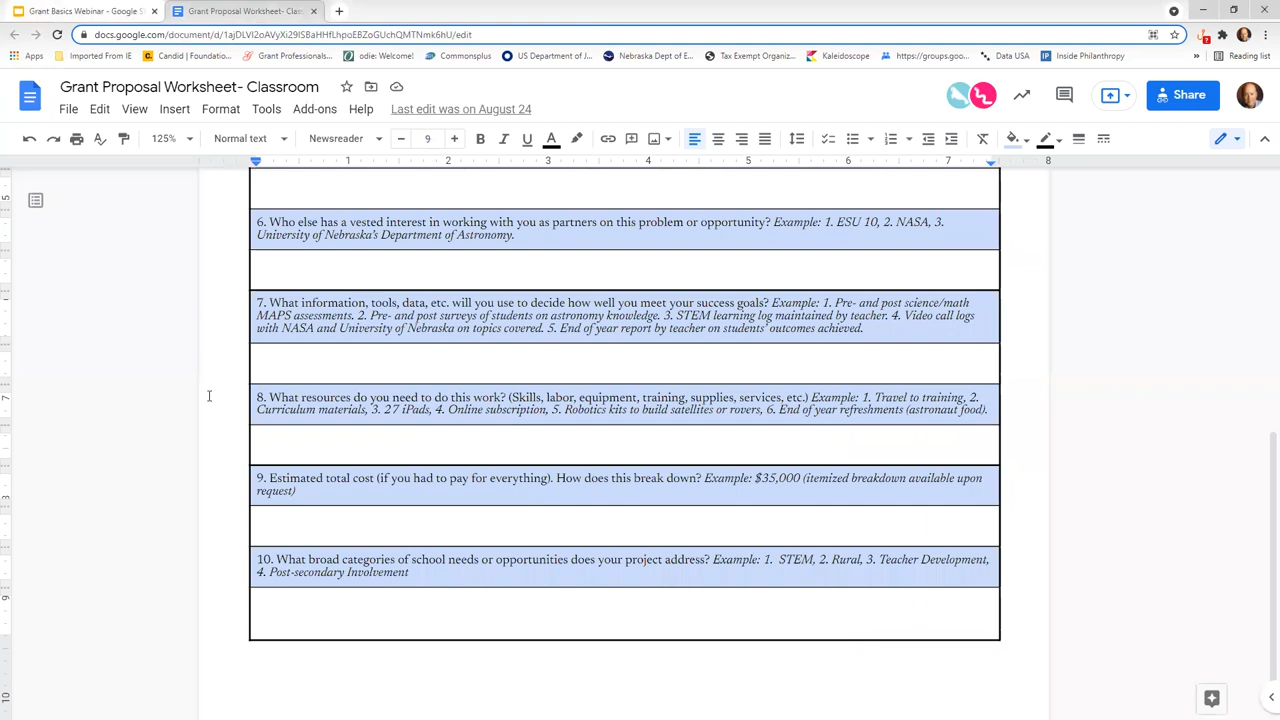 Grant Basics Webinar - Google S
Grant Proposal Worksheet- Class
docs.google.com/document/d/1ajDLVl2oAVyXi29ISBaHHfLhpoEBZoGUchQMTNmk6hU/edit
Apps Imported From IE Candid | Foundatio... Grant Professionals... odie: Welcome! Commonsplus US Department of J... Nebraska Dept of E... Tax Exempt Organiz... Kaleidoscope https://groups.goo... Data USA Inside Philanthropy » Reading list
Grant Proposal Worksheet- Classroom
File Edit View Insert Format Tools Add-ons Help Last edit was on August 24
Share
125% Normal text Newsreader 9
1 2 3 4 5 6 7 8
6. Who else has a vested interest in working with you as partners on this problem or opportunity? Example: 1. ESU 10, 2. NASA, 3.
University of Nebraska's Department of Astronomy.
7. What information, tools, data, etc. will you use to decide how well you meet your success goals? Example: 1. Pre- and post science/math
MAPS assessments. 2. Pre- and post surveys of students on astronomy knowledge. 3. STEM learning log maintained by teacher. 4. Video call logs
with NASA and University of Nebraska on topics covered. 5. End of year report by teacher on students' outcomes achieved.
8. What resources do you need to do this work? (Skills, labor, equipment, training, supplies, services, etc.) Example: 1. Travel to training, 2.
Curriculum materials, 3. 27 iPads, 4. Online subscription, 5. Robotics kits to build satellites or rovers, 6. End of year refreshments (astronaut food).
9. Estimated total cost (if you had to pay for everything). How does this break down? Example: $35,000 (itemized breakdown available upon
request)
10. What broad categories of school needs or opportunities does your project address? Example: 1. STEM, 2. Rural, 3. Teacher Development,
4. Post-secondary Involvement